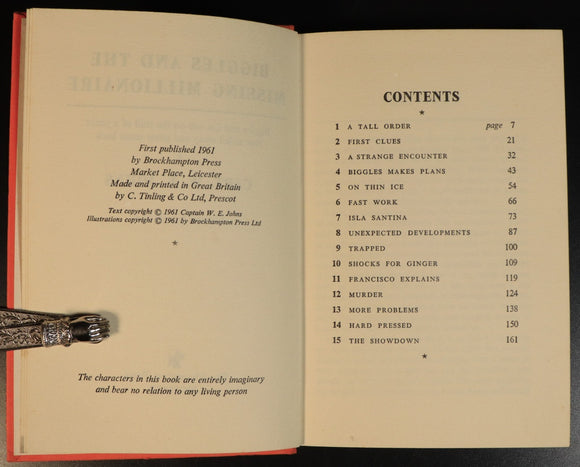 First published 1961
by Brockhampton Press
Market Place, Leicester
Made and printed in Great Britain
by C. Tinling & Co Ltd, Prescot
Text copyright © 1961 Captain W. E. Johns
Illustrations copyright © 1961 by Brockhampton Press Ltd
The characters in this book are entirely imaginary
and bear no relation to any living person
CONTENTS
1 A TALL ORDER page 7
2 FIRST CLUES 21
3 A STRANGE ENCOUNTER 32
4 BIGGLES MAKES PLANS 43
5 ON THIN ICE 54
6 FAST WORK 66
7 ISLA SANTINA 73
8 UNEXPECTED DEVELOPMENTS 87
9 TRAPPED 100
10 SHOCKS FOR GINGER 109
11 FRANCISCO EXPLAINS 119
12 MURDER 124
13 MORE PROBLEMS 138
14 HARD PRESSED 150
15 THE SHOWDOWN 161